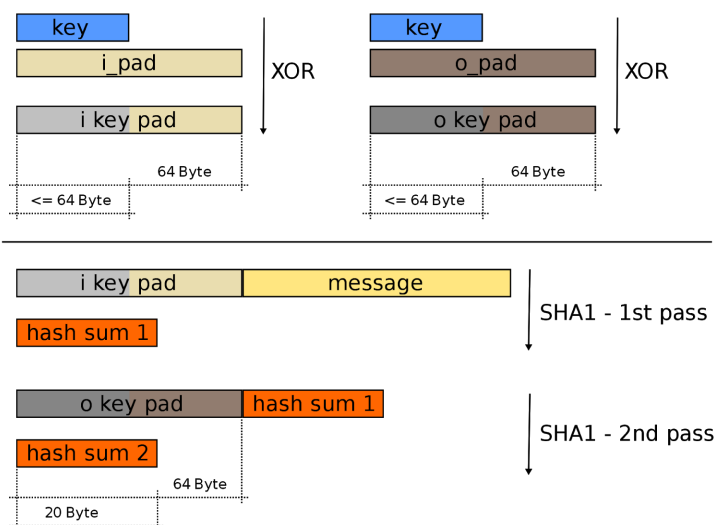 key
key
i_pad
XOR
o_pad
XOR
i key pad
o key pad
64 Byte
64 Byte
<= 64 Byte
<= 64 Byte
i key pad
message
SHA1 - 1st pass
hash sum 1
o key pad
hash sum 1
SHA1 - 2nd pass
hash sum 2
64 Byte
20 Byte